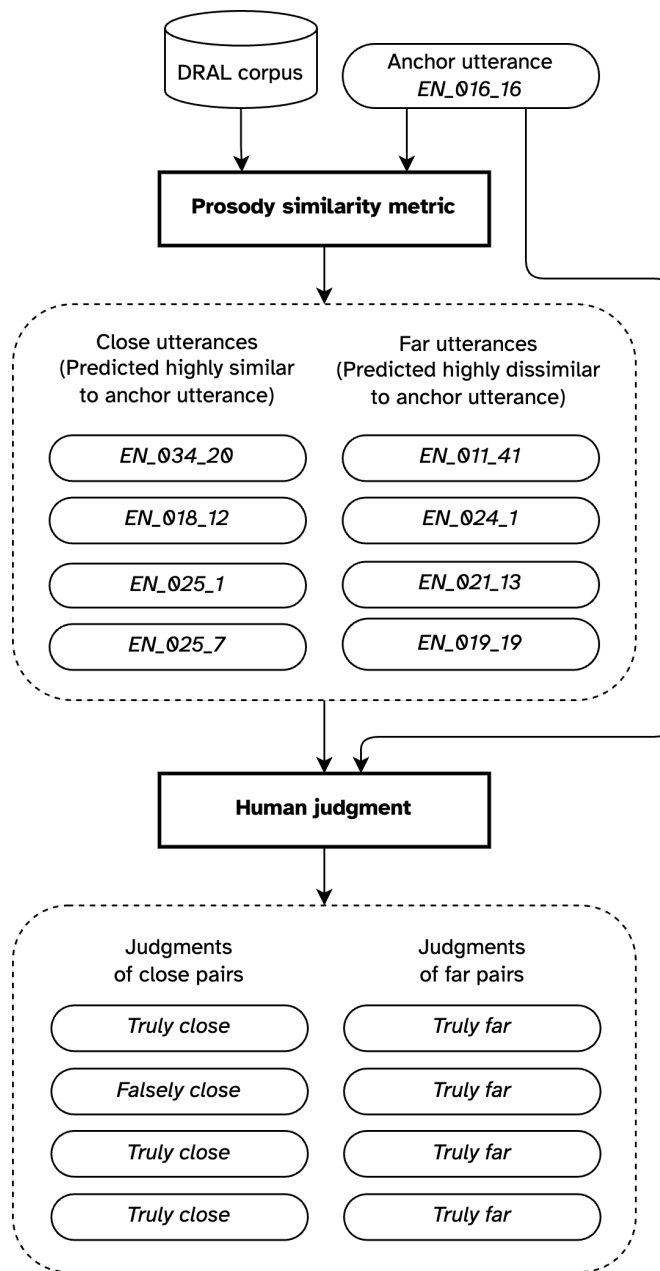 DRAL corpus
Anchor utterance
EN_016_16
Prosody similarity metric
Close utterances
(Predicted highly similar
to anchor utterance)
Far utterances
(Predicted highly dissimilar
to anchor utterance)
EN_034_20
EN_011_41
EN_018_12
EN_024_1
EN_025_1
EN_021_13
EN_025_7
EN_019_19
Human judgment
Judgments
of close pairs
Judgments
of far pairs
Truly close
Truly far
Falsely close
Truly far
Truly close
Truly far
Truly close
Truly far